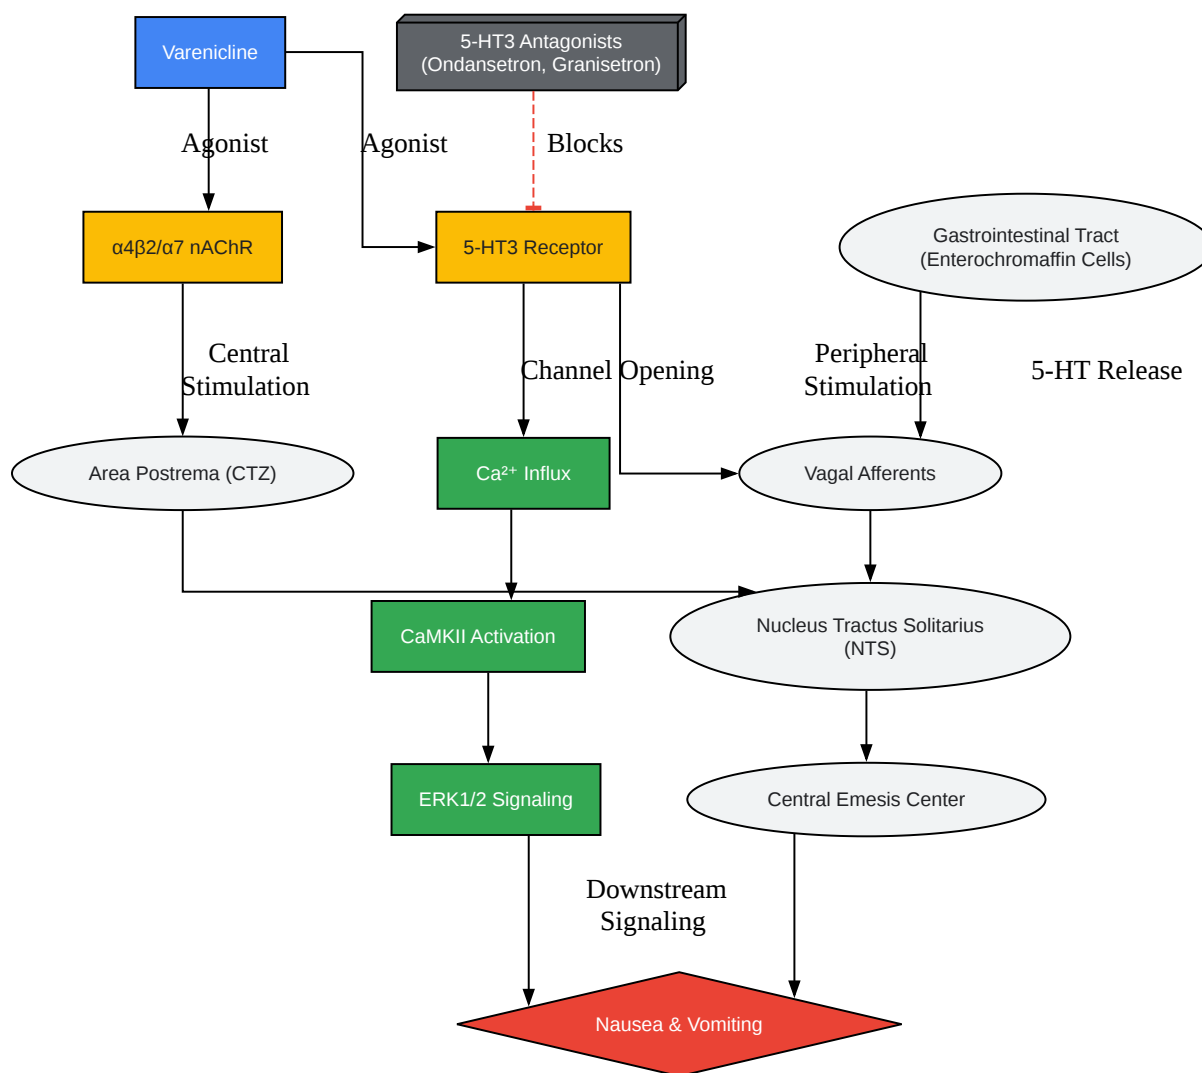 Varenicline
5-HT3 Antagonists
(Ondansetron, Granisetron)
Agonist
Agonist
Blocks
α4β2/α7 nAChR
5-HT3 Receptor
Gastrointestinal Tract
(Enterochromaffin Cells)
Central
Stimulation
Channel Opening
Peripheral
Stimulation
5-HT Release
Area Postrema (CTZ)
Ca²⁺ Influx
Vagal Afferents
CaMKII Activation
Nucleus Tractus Solitarius
(NTS)
ERK1/2 Signaling
Central Emesis Center
Downstream
Signaling
Nausea & Vomiting